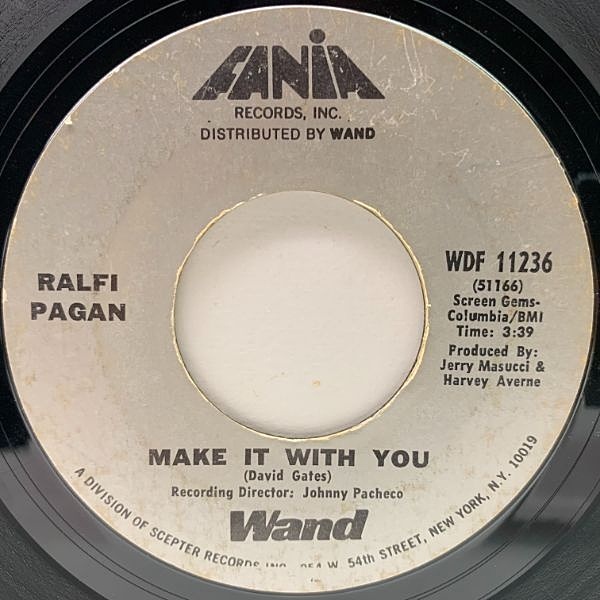 FANIA
RECORDS, INC.
DISTRIBUTED BY WAND
RALFI
PAGAN
WDF 11236
(51166)
Screen Gems-
Columbia/BMI
Time: 3:39
Produced By:
Jerry Masucci &
Harvey Averne
MAKE IT WITH YOU
(David Gates)
Recording Director: Johnny Pacheco
Wand
A DIVISION OF SCEPTER RECORDS INC. 254 W. 54th STREET, NEW YORK, N.Y. 10019